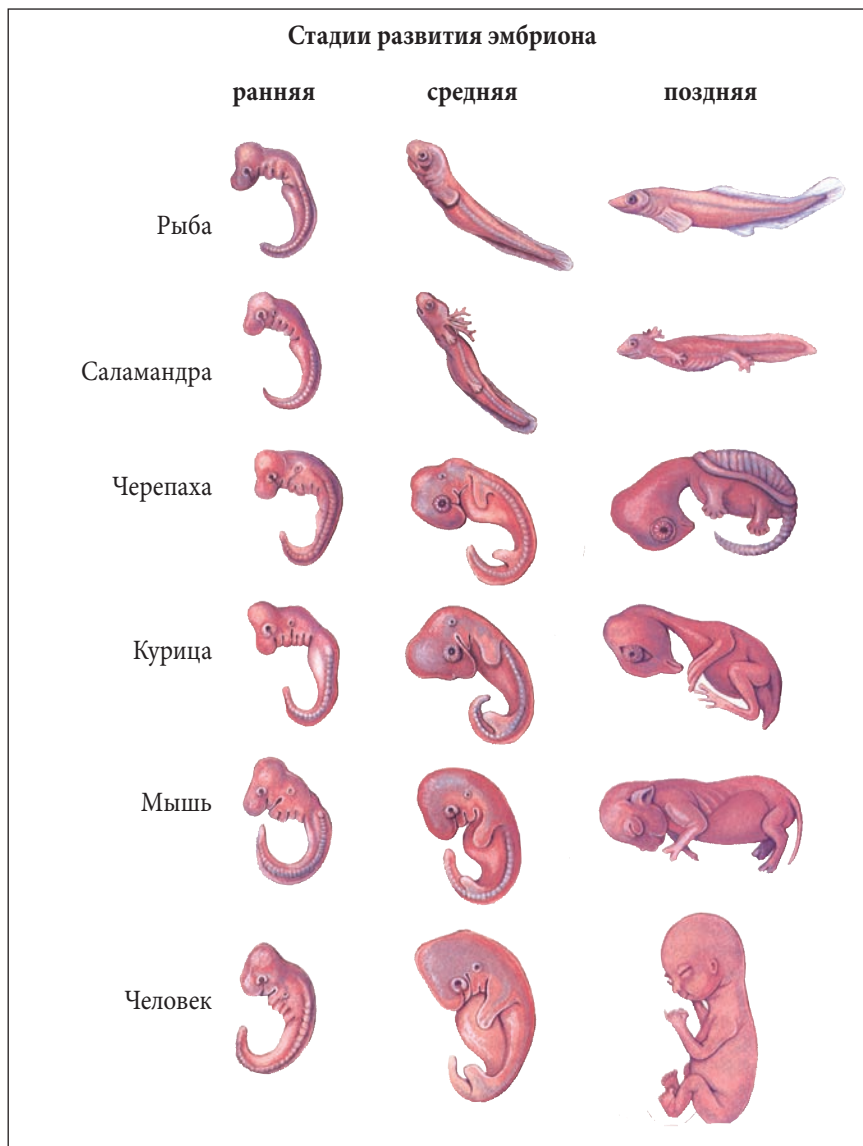 Стадии развития эмбриона
ранняя средняя поздняя
Рыба
Саламандра
Черепаха
Курица
Мышь
Человек